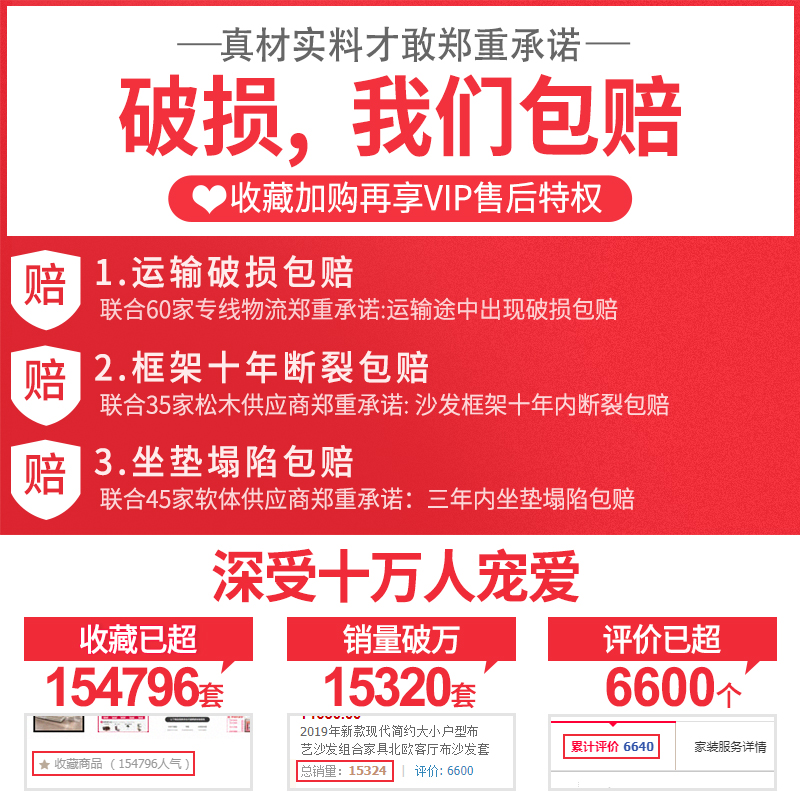 真材实料才敢郑重承诺
破损，我们包赔
收藏加购再享VIP售后特权
赔
1.运输破损包赔
联合60家专线物流郑重承诺:运输途中出现破损包赔
赔
2.框架十年断裂包赔
联合35家松木供应商郑重承诺: 沙发框架十年内断裂包赔
赔
3.坐垫塌陷包赔
联合45家软体供应商郑重承诺：三年内坐垫塌陷包赔
深受十万人宠爱
收藏已超
154796套
收藏商品 （154796人气）
销量破万
15320套
2019年新款现代简约大小户型布
艺沙发组合家具北欧客厅布沙发套
总销量: 15324 | 评价: 6600
评价已超
6600个
累计评价 6640
家装服务详情